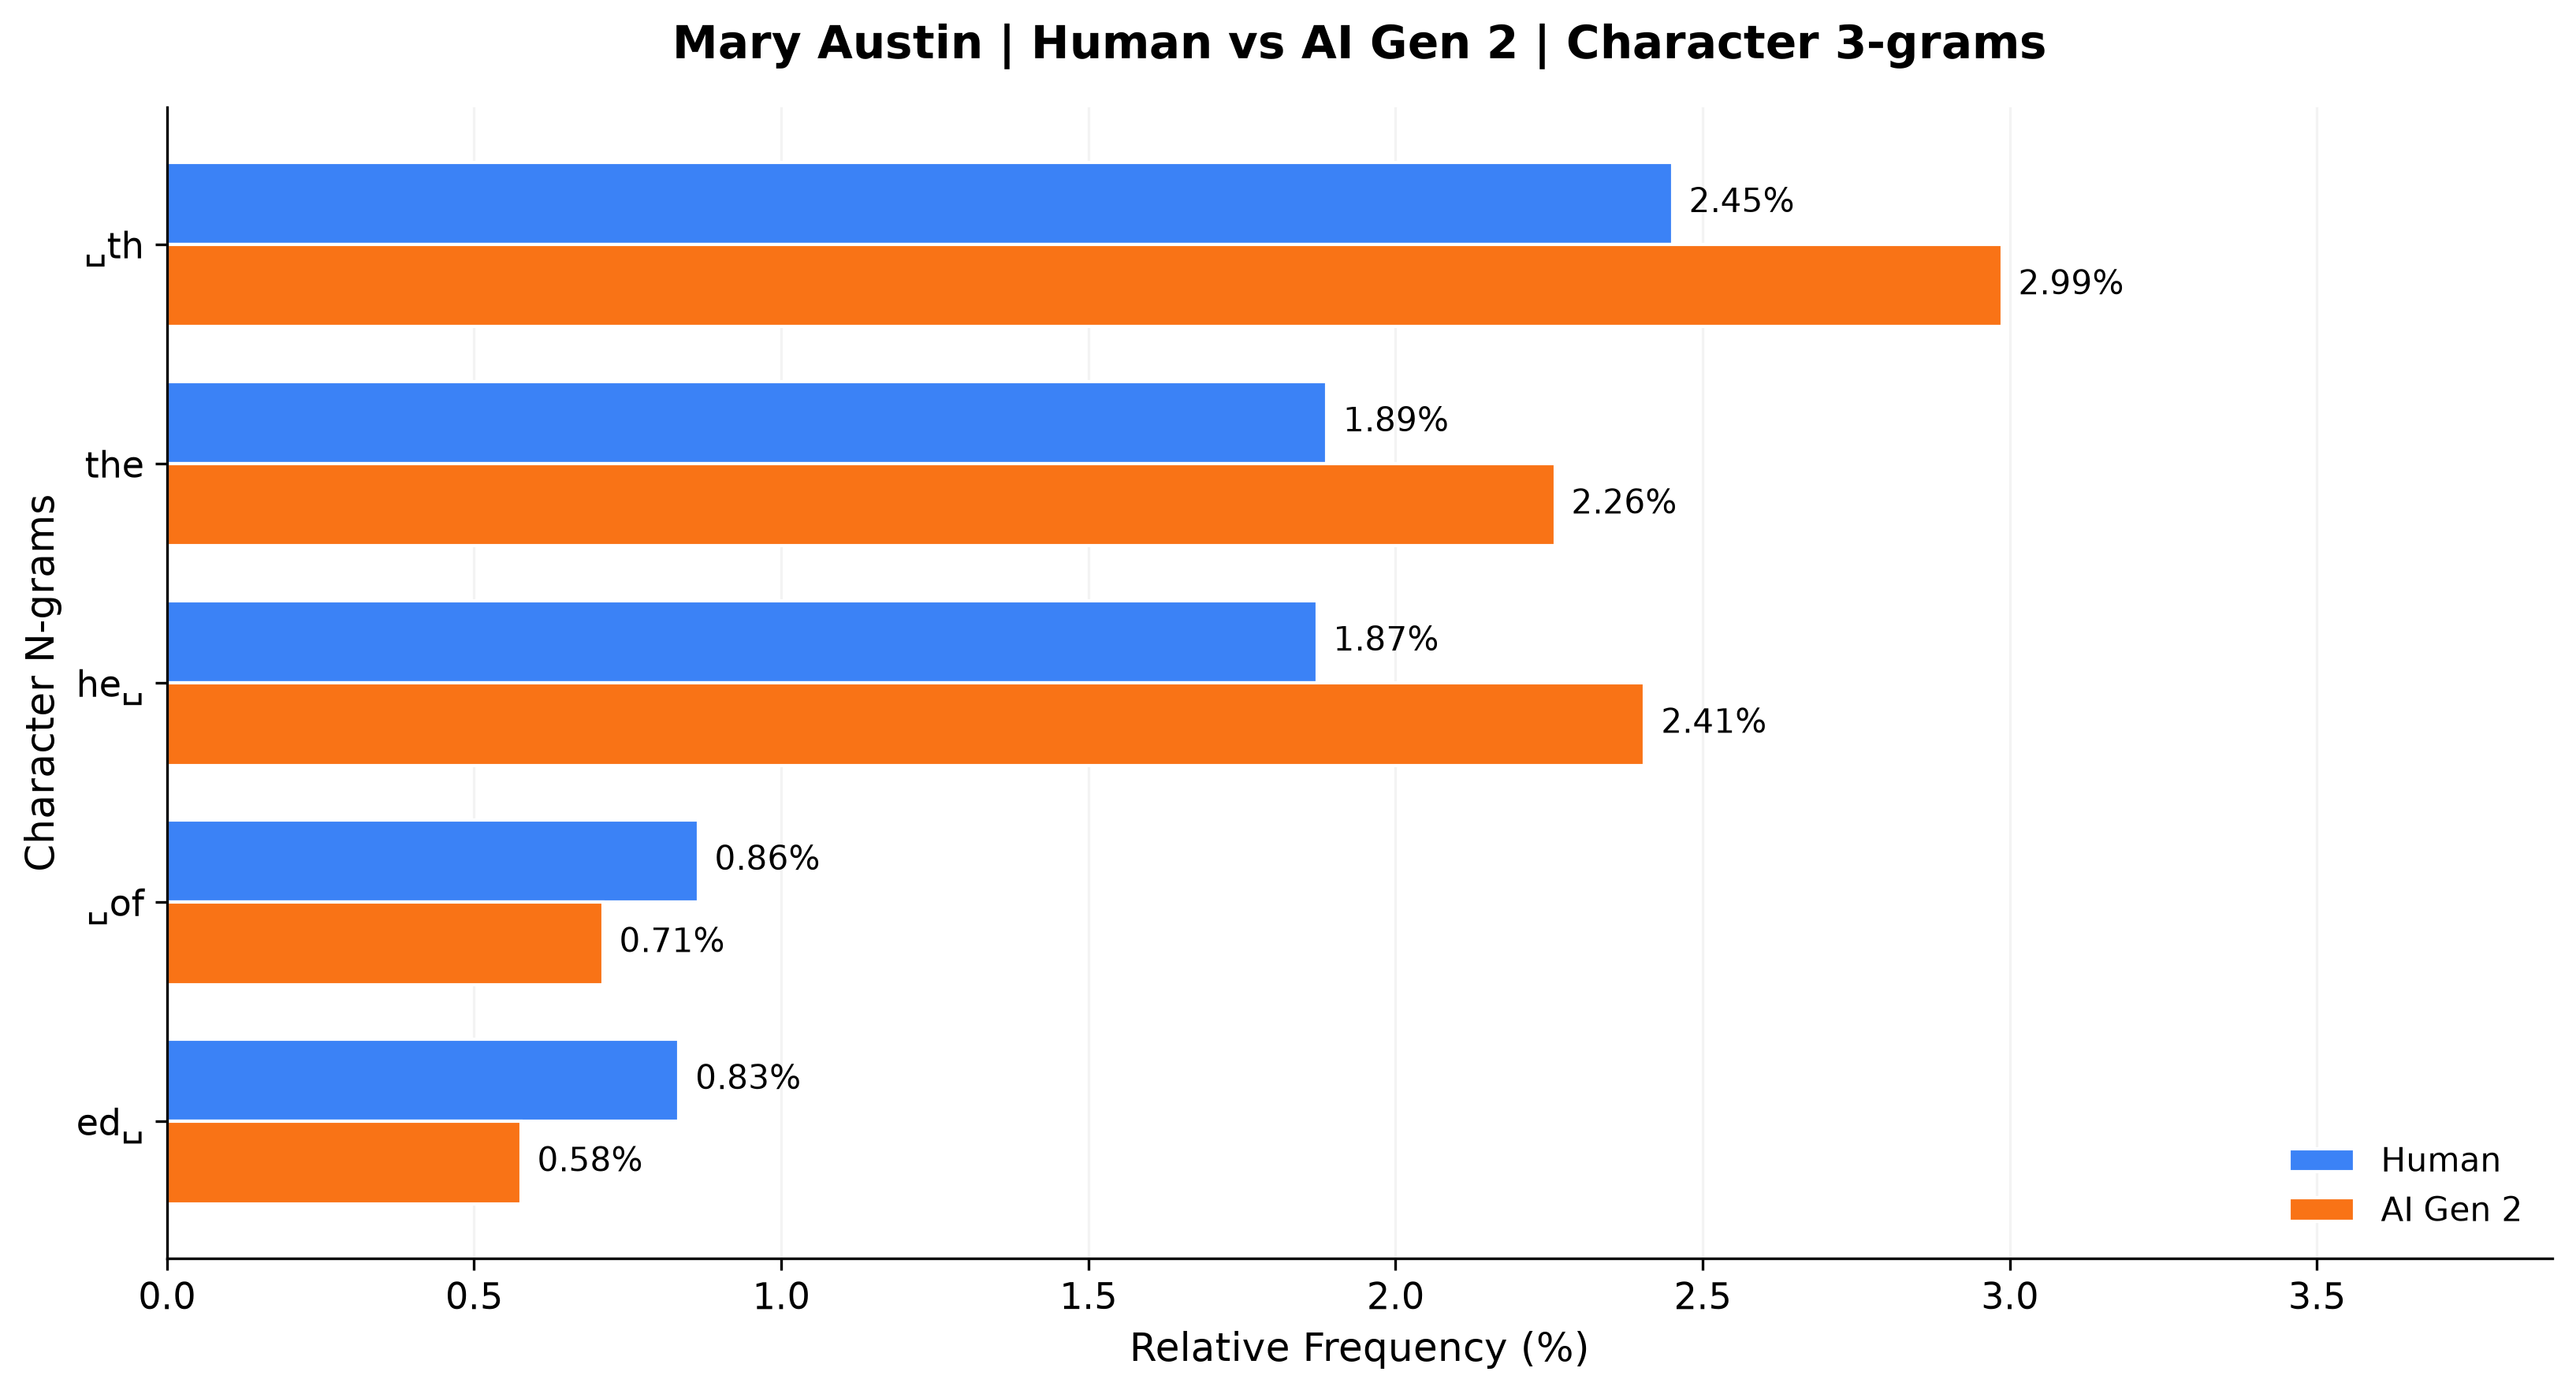 Mary Austin | Human vs AI Gen 2 | Character 3-grams
Character N-grams
␣th
2.45%
2.99%
the
1.89%
2.26%
he␣
1.87%
2.41%
␣of
0.86%
0.71%
ed␣
0.83%
0.58%
Human
AI Gen 2
0.0 0.5 1.0 1.5 2.0 2.5 3.0 3.5
Relative Frequency (%)